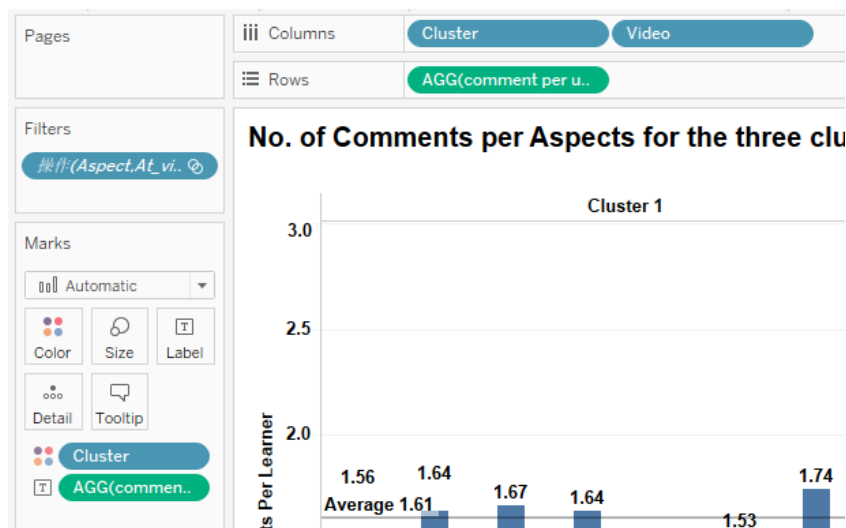 Pages
Columns
Cluster
Video
Rows
AGG(comment per u..
Filters
操作(Aspect,At_vi..
No. of Comments per Aspects for the three clu
Marks
Automatic
Color
Size
Label
Detail
Tooltip
Cluster
AGG(commen..
Cluster 1
3.0
2.5
2.0
ts Per Learner
1.56
1.64
1.67
1.64
1.53
1.74
Average 1.61